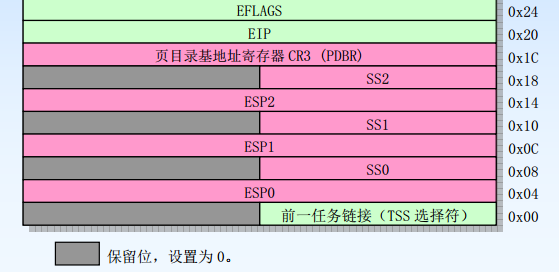 EFLAGS 0x24
EIP 0x20
页目录基地址寄存器 CR3 (PDBR) 0x1C
SS2 0x18
ESP2 0x14
SS1 0x10
ESP1 0x0C
SS0 0x08
ESP0 0x04
前一任务链接（TSS 选择符） 0x00
保留位，设置为 0。